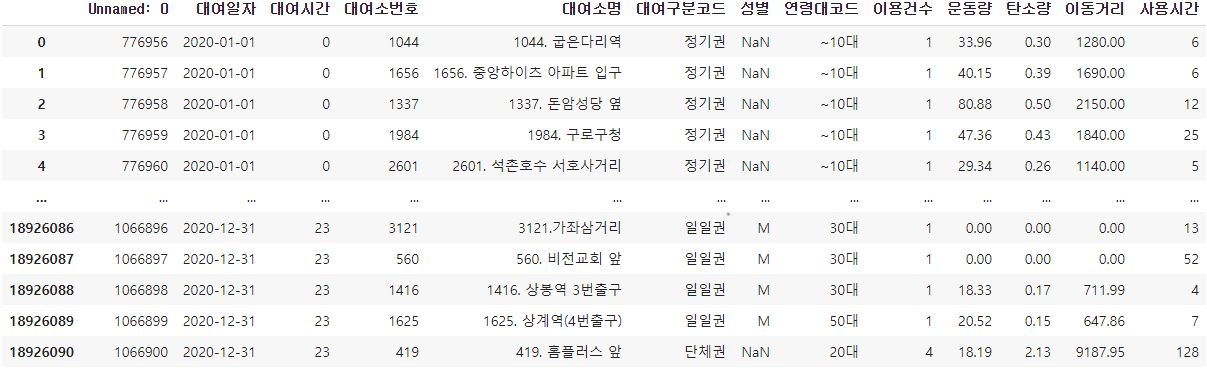 Unnamed: 0 대여일자 대여시간 대여소번호 대여소명 대여구분코드 성별 연령대코드 이용건수 운동량 탄소량 이동거리 사용시간
0 776956 2020-01-01 0 1044 1044. 굽은다리역 정기권 NaN ~10대 1 33.96 0.30 1280.00 6
1 776957 2020-01-01 0 1656 1656. 중앙하이츠 아파트 입구 정기권 NaN ~10대 1 40.15 0.39 1690.00 6
2 776958 2020-01-01 0 1337 1337. 돈암성당 옆 정기권 NaN ~10대 1 80.88 0.50 2150.00 12
3 776959 2020-01-01 0 1984 1984. 구로구청 정기권 NaN ~10대 1 47.36 0.43 1840.00 25
4 776960 2020-01-01 0 2601 2601. 석촌호수 서호사거리 정기권 NaN ~10대 1 29.34 0.26 1140.00 5
... ... ... ... ... ... ... ... ... ... ... ... ... ...
18926086 1066896 2020-12-31 23 3121 3121.가좌삼거리 일일권 M 30대 1 0.00 0.00 0.00 13
18926087 1066897 2020-12-31 23 560 560. 비전교회 앞 일일권 M 30대 1 0.00 0.00 0.00 52
18926088 1066898 2020-12-31 23 1416 1416. 상봉역 3번출구 일일권 M 30대 1 18.33 0.17 711.99 4
18926089 1066899 2020-12-31 23 1625 1625. 상계역(4번출구) 일일권 M 50대 1 20.52 0.15 647.86 7
18926090 1066900 2020-12-31 23 419 419. 홈플러스 앞 단체권 NaN 20대 4 18.19 2.13 9187.95 128